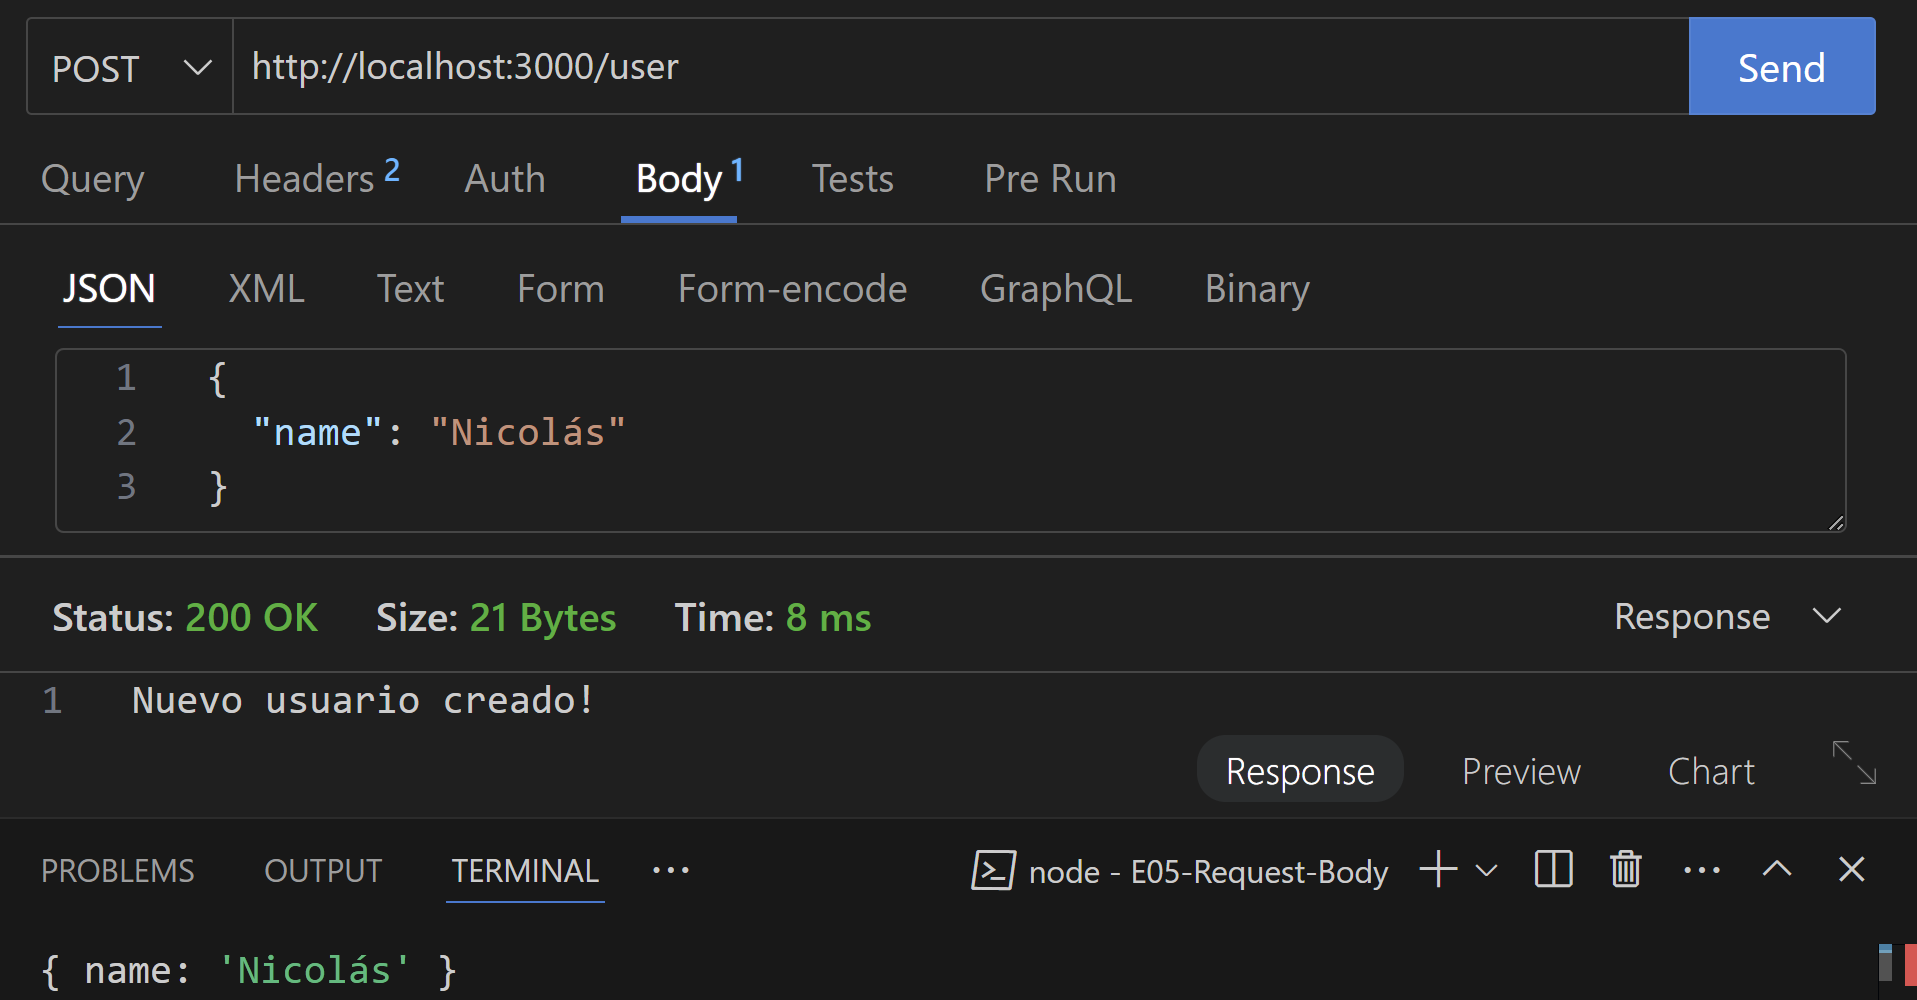 POST http://localhost:3000/user Send
Query Headers 2 Auth Body 1 Tests Pre Run
JSON XML Text Form Form-encode GraphQL Binary
1 {
2 "name": "Nicolás"
3 }
Status: 200 OK Size: 21 Bytes Time: 8 ms Response
1 Nuevo usuario creado!
Response Preview Chart
PROBLEMS OUTPUT TERMINAL ··· node - E05-Request-Body ···
{ name: 'Nicolás' }